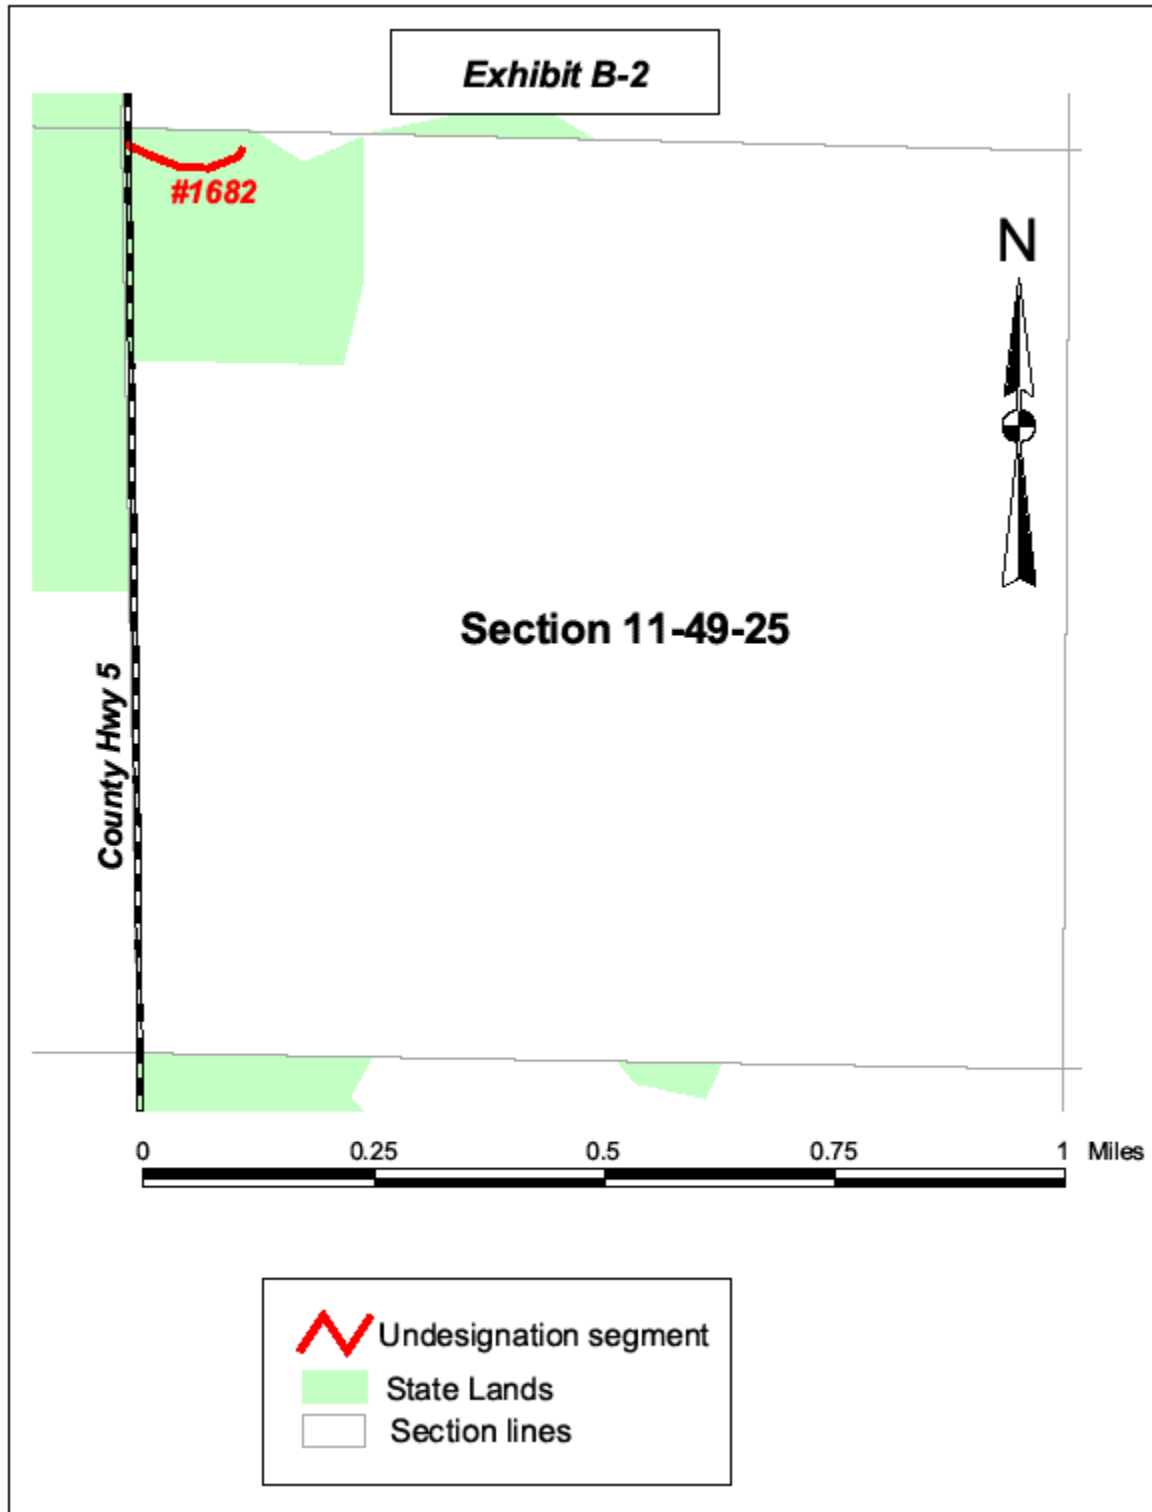 Exhibit B-2
#1682
N
Section 11-49-25
County Hwy 5
0 0.25 0.5 0.75 1 Miles
Undesignation segment
State Lands
Section lines